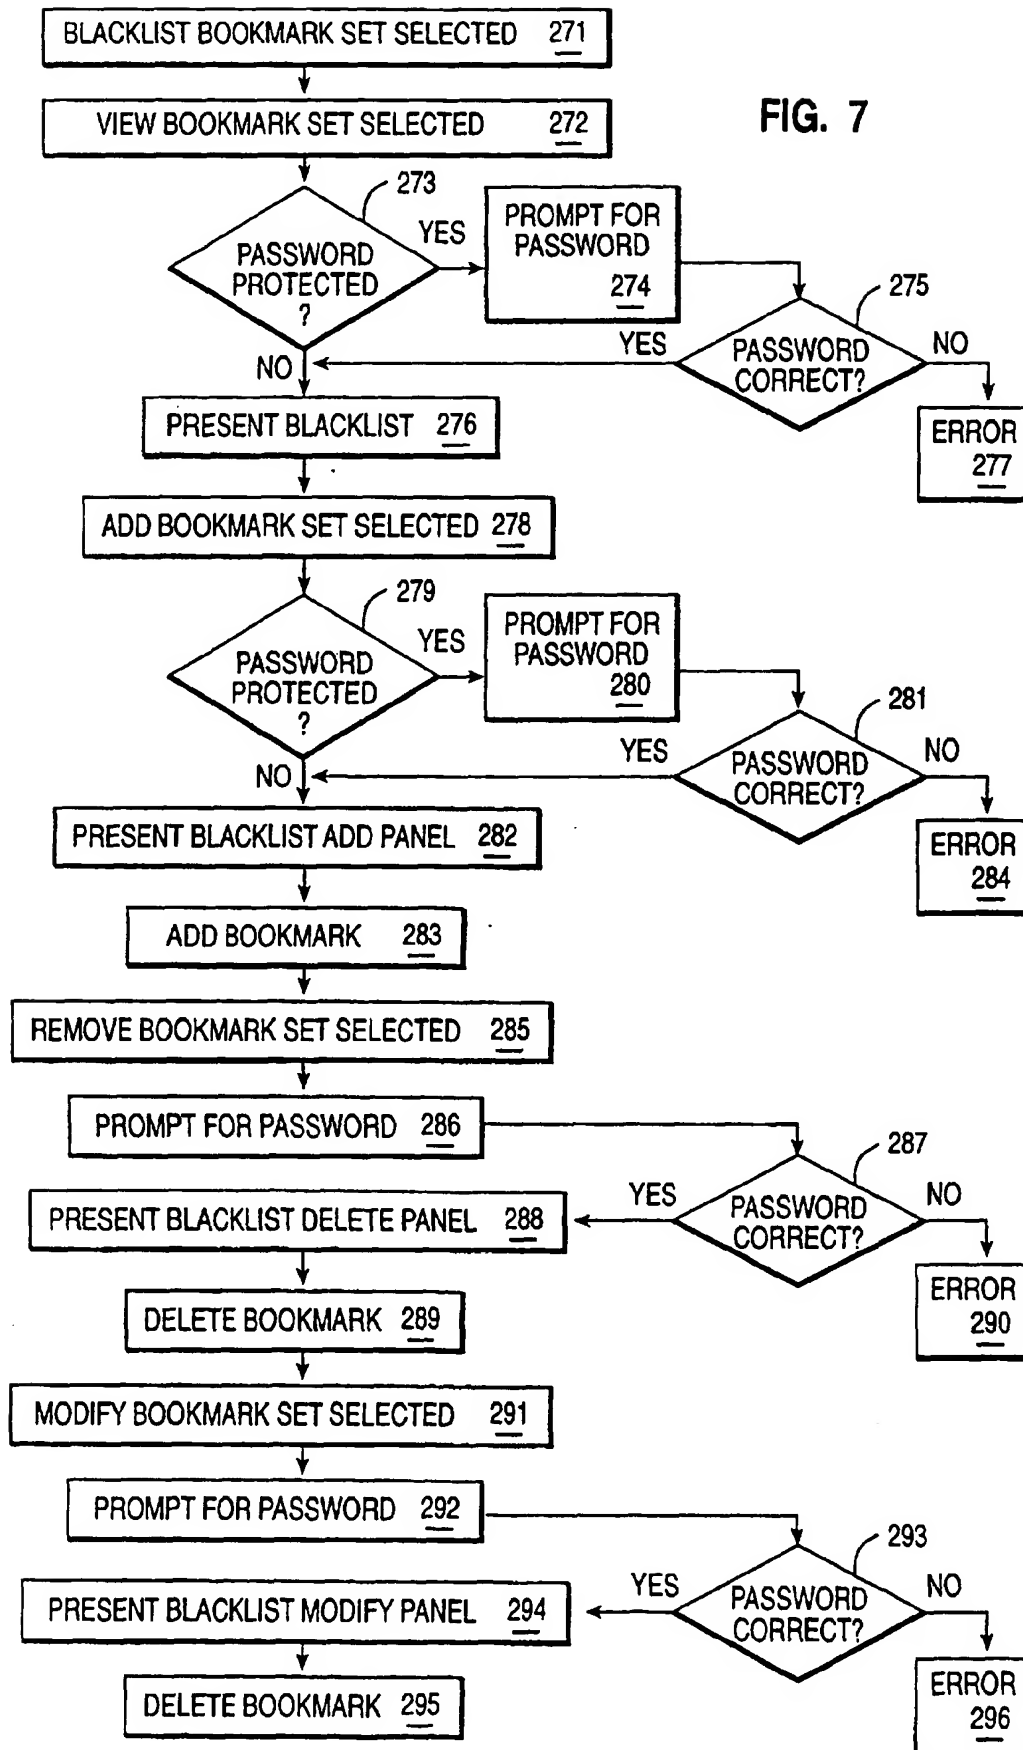 BLACKLIST BOOKMARK SET SELECTED 271
VIEW BOOKMARK SET SELECTED 272
FIG. 7
273
PASSWORD
PROTECTED
?
YES
PROMPT FOR
PASSWORD
274
275
PASSWORD
CORRECT?
YES
NO
NO
ERROR
277
PRESENT BLACKLIST 276
ADD BOOKMARK SET SELECTED 278
279
PASSWORD
PROTECTED
?
YES
PROMPT FOR
PASSWORD
280
281
PASSWORD
CORRECT?
YES
NO
NO
ERROR
284
PRESENT BLACKLIST ADD PANEL 282
ADD BOOKMARK 283
REMOVE BOOKMARK SET SELECTED 285
PROMPT FOR PASSWORD 286
287
PASSWORD
CORRECT?
YES
NO
PRESENT BLACKLIST DELETE PANEL 288
ERROR
290
DELETE BOOKMARK 289
MODIFY BOOKMARK SET SELECTED 291
PROMPT FOR PASSWORD 292
293
PASSWORD
CORRECT?
YES
NO
PRESENT BLACKLIST MODIFY PANEL 294
ERROR
296
DELETE BOOKMARK 295